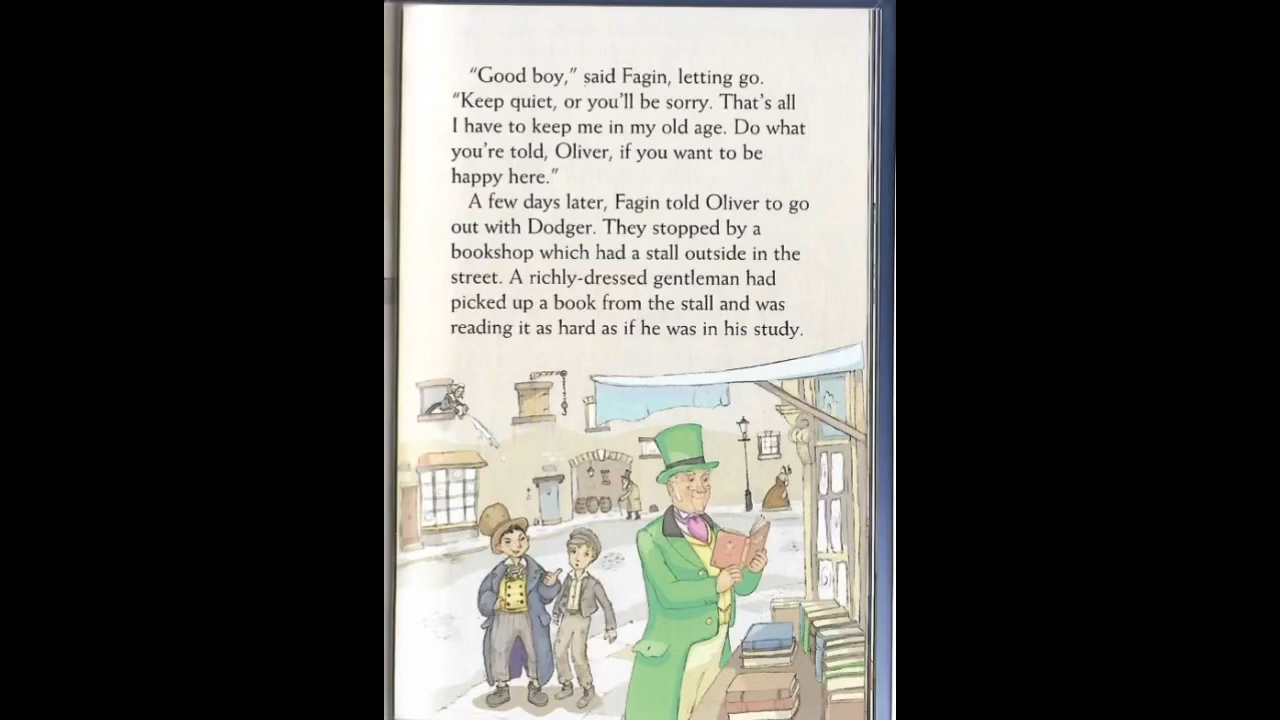 “Good boy,” said Fagin, letting go.
“Keep quiet, or you’ll be sorry. That’s all
I have to keep me in my old age. Do what
you’re told, Oliver, if you want to be
happy here.”
A few days later, Fagin told Oliver to go
out with Dodger. They stopped by a
bookshop which had a stall outside in the
street. A richly-dressed gentleman had
picked up a book from the stall and was
reading it as hard as if he was in his study.